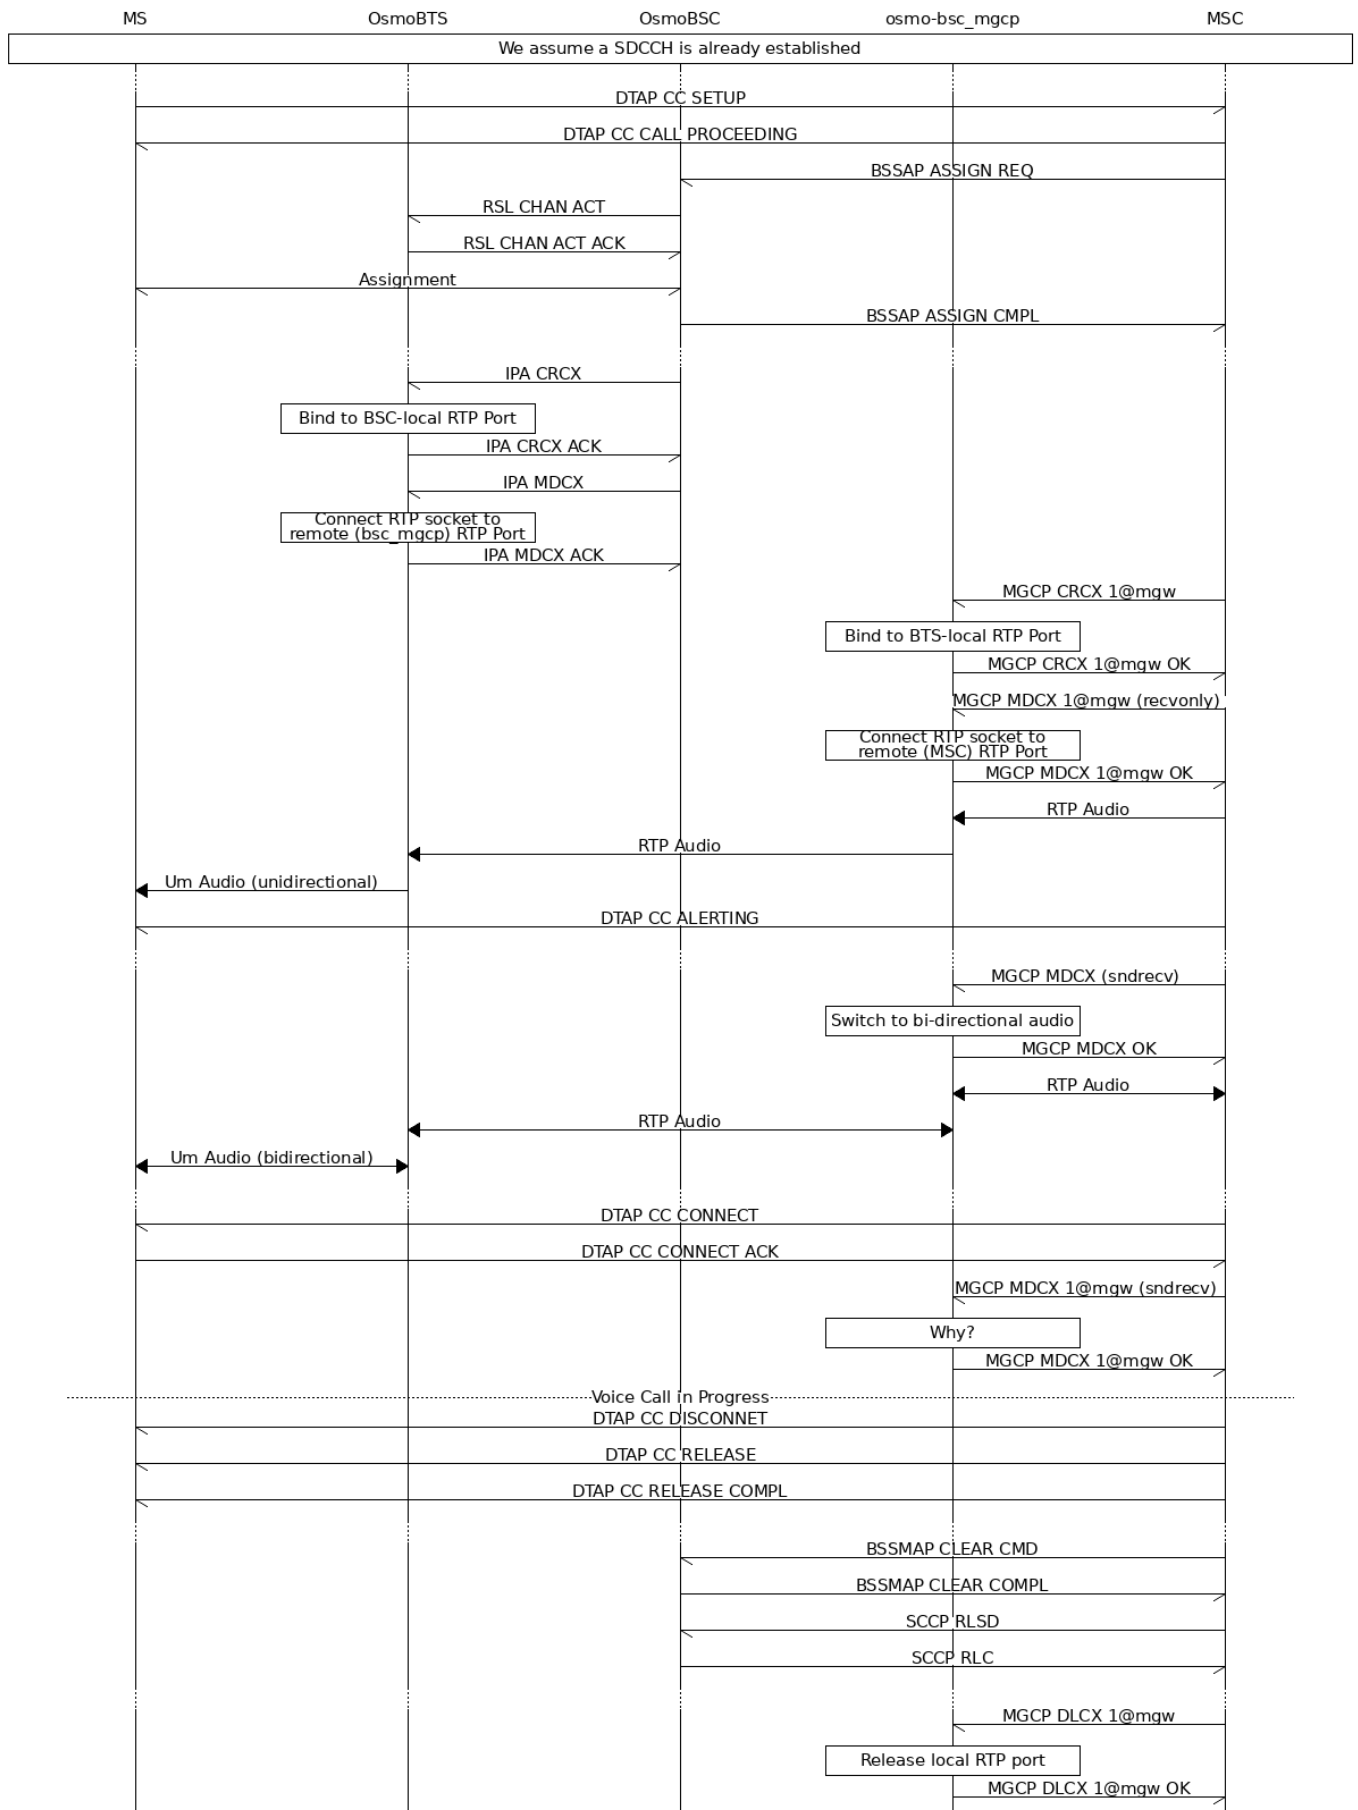 MS OsmoBTS OsmoBSC osmo-bsc_mgcp MSC
We assume a SDCCH is already established
DTAP CC SETUP
DTAP CC CALL PROCEEDING
BSSAP ASSIGN REQ
RSL CHAN ACT
RSL CHAN ACT ACK
Assignment
BSSAP ASSIGN CMPL
IPA CRCX
Bind to BSC-local RTP Port
IPA CRCX ACK
IPA MDCX
Connect RTP socket to
remote (bsc_mgcp) RTP Port
IPA MDCX ACK
MGCP CRCX 1@mgw
Bind to BTS-local RTP Port
MGCP CRCX 1@mgw OK
MGCP MDCX 1@mgw (recvonly)
Connect RTP socket to
remote (MSC) RTP Port
MGCP MDCX 1@mgw OK
RTP Audio
RTP Audio
Um Audio (unidirectional)
DTAP CC ALERTING
MGCP MDCX (sndrecv)
Switch to bi-directional audio
MGCP MDCX OK
RTP Audio
RTP Audio
Um Audio (bidirectional)
DTAP CC CONNECT
DTAP CC CONNECT ACK
MGCP MDCX 1@mgw (sndrecv)
Why?
MGCP MDCX 1@mgw OK
Voice Call in Progress
DTAP CC DISCONNET
DTAP CC RELEASE
DTAP CC RELEASE COMPL
BSSMAP CLEAR CMD
BSSMAP CLEAR COMPL
SCCP RLSD
SCCP RLC
MGCP DLCX 1@mgw
Release local RTP port
MGCP DLCX 1@mgw OK